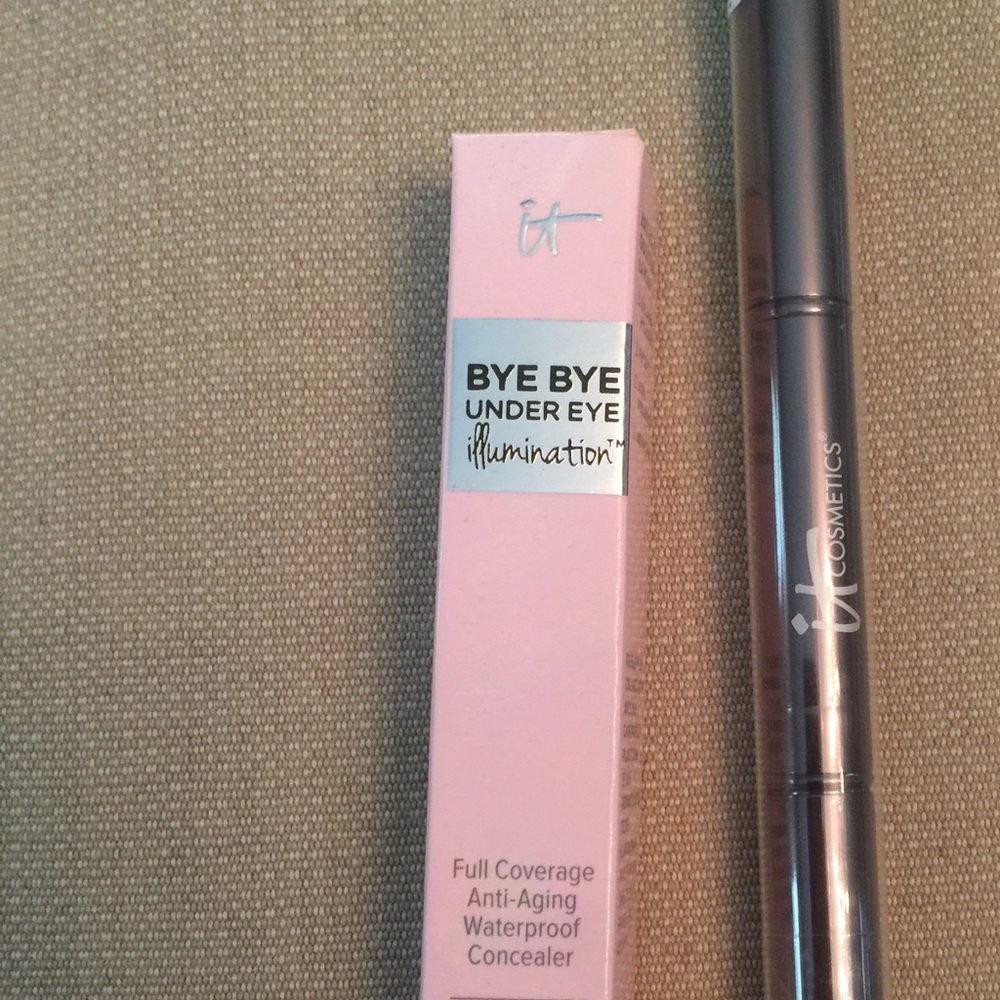 it
BYE BYE
UNDER EYE
illumination™
Full Coverage
Anti-Aging
Waterproof
Concealer
it COSMETICS®